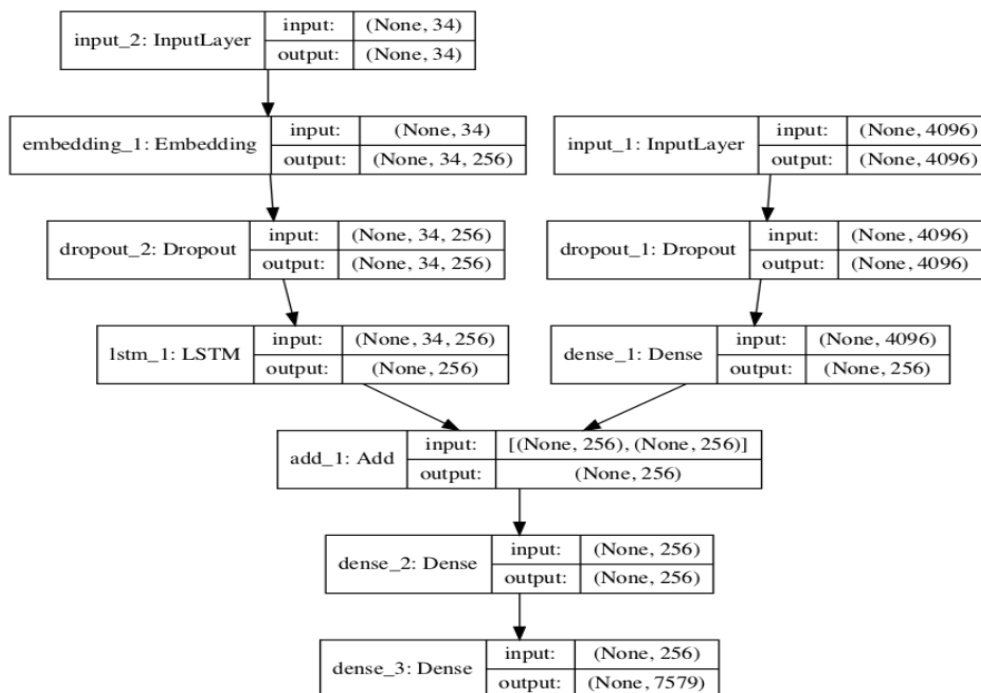 input_2: InputLayer
input: (None, 34)
output: (None, 34)
embedding_1: Embedding
input: (None, 34)
output: (None, 34, 256)
input_1: InputLayer
input: (None, 4096)
output: (None, 4096)
dropout_2: Dropout
input: (None, 34, 256)
output: (None, 34, 256)
dropout_1: Dropout
input: (None, 4096)
output: (None, 4096)
lstm_1: LSTM
input: (None, 34, 256)
output: (None, 256)
dense_1: Dense
input: (None, 4096)
output: (None, 256)
add_1: Add
input: [(None, 256), (None, 256)]
output: (None, 256)
dense_2: Dense
input: (None, 256)
output: (None, 256)
dense_3: Dense
input: (None, 256)
output: (None, 7579)